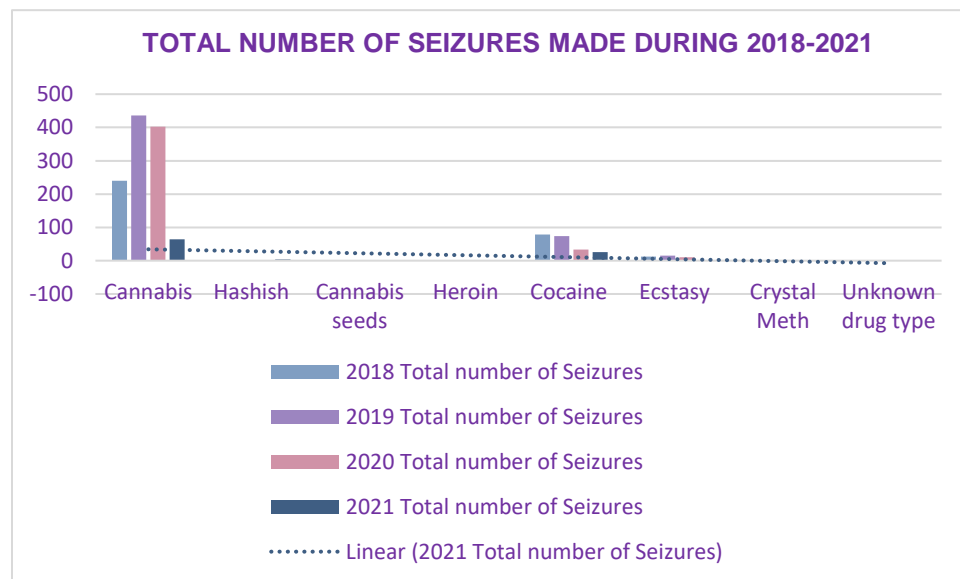 TOTAL NUMBER OF SEIZURES MADE DURING 2018-2021
500
400
300
200
100
0
-100
Cannabis Hashish Cannabis seeds Heroin Cocaine Ecstasy Crystal Meth Unknown drug type
2018 Total number of Seizures
2019 Total number of Seizures
2020 Total number of Seizures
2021 Total number of Seizures
Linear (2021 Total number of Seizures)